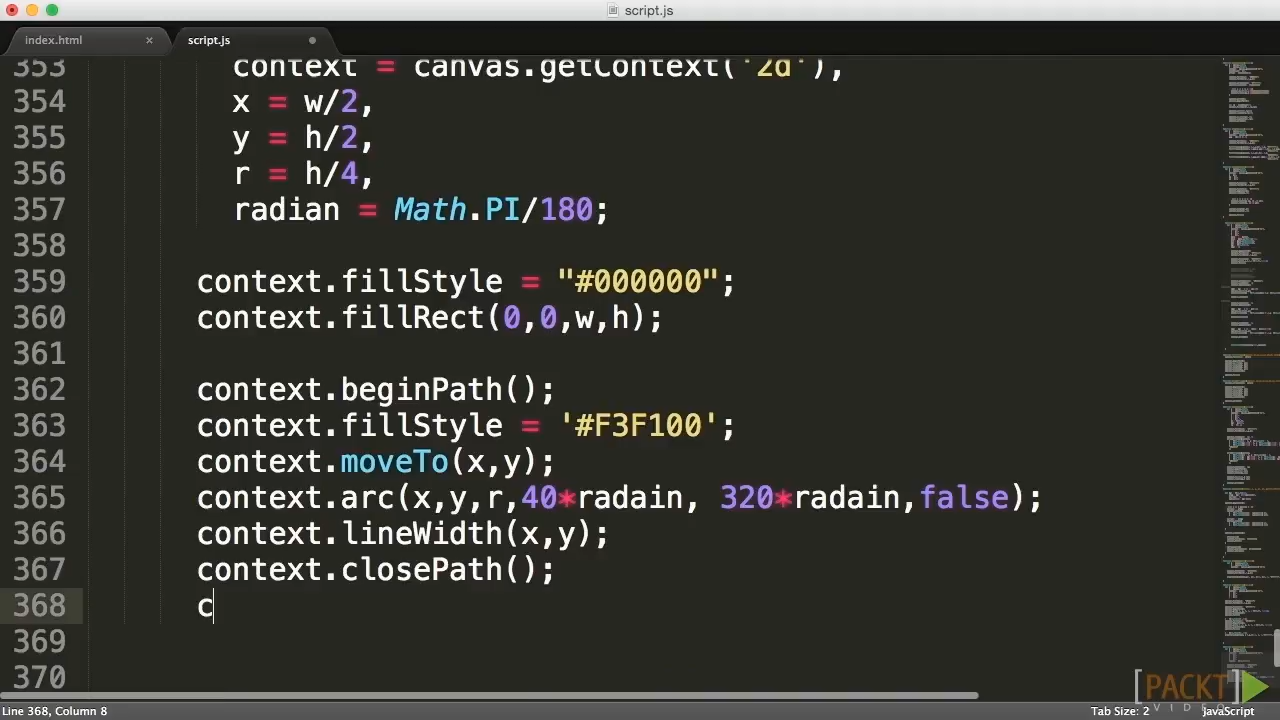 script.js
index.html × script.js
353 context = canvas.getContext('2d'),
354 x = w/2,
355 y = h/2,
356 r = h/4,
357 radian = Math.PI/180;
358
359 context.fillStyle = "#000000";
360 context.fillRect(0,0,w,h);
361
362 context.beginPath();
363 context.fillStyle = '#F3F100';
364 context.moveTo(x,y);
365 context.arc(x,y,r,40*radain, 320*radain,false);
366 context.lineWidth(x,y);
367 context.closePath();
368 c
369
370
[PACKT]
VIDEO
Line 368, Column 8 Tab Size: 2 JavaScript